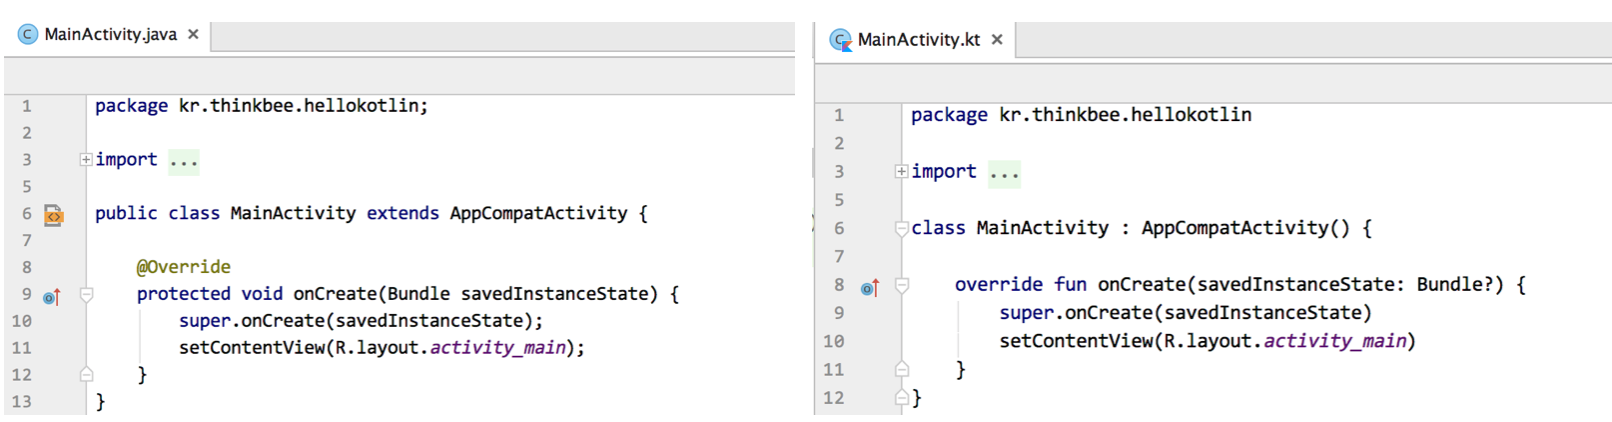 MainActivity.java ×
1 package kr.thinkbee.hellokotlin;
2
3 import ...
5
6 public class MainActivity extends AppCompatActivity {
7
8 @Override
9 protected void onCreate(Bundle savedInstanceState) {
10 super.onCreate(savedInstanceState);
11 setContentView(R.layout.activity_main);
12 }
13 }
MainActivity.kt ×
1 package kr.thinkbee.hellokotlin
2
3 import ...
5
6 class MainActivity : AppCompatActivity() {
7
8 override fun onCreate(savedInstanceState: Bundle?) {
9 super.onCreate(savedInstanceState)
10 setContentView(R.layout.activity_main)
11 }
12 }